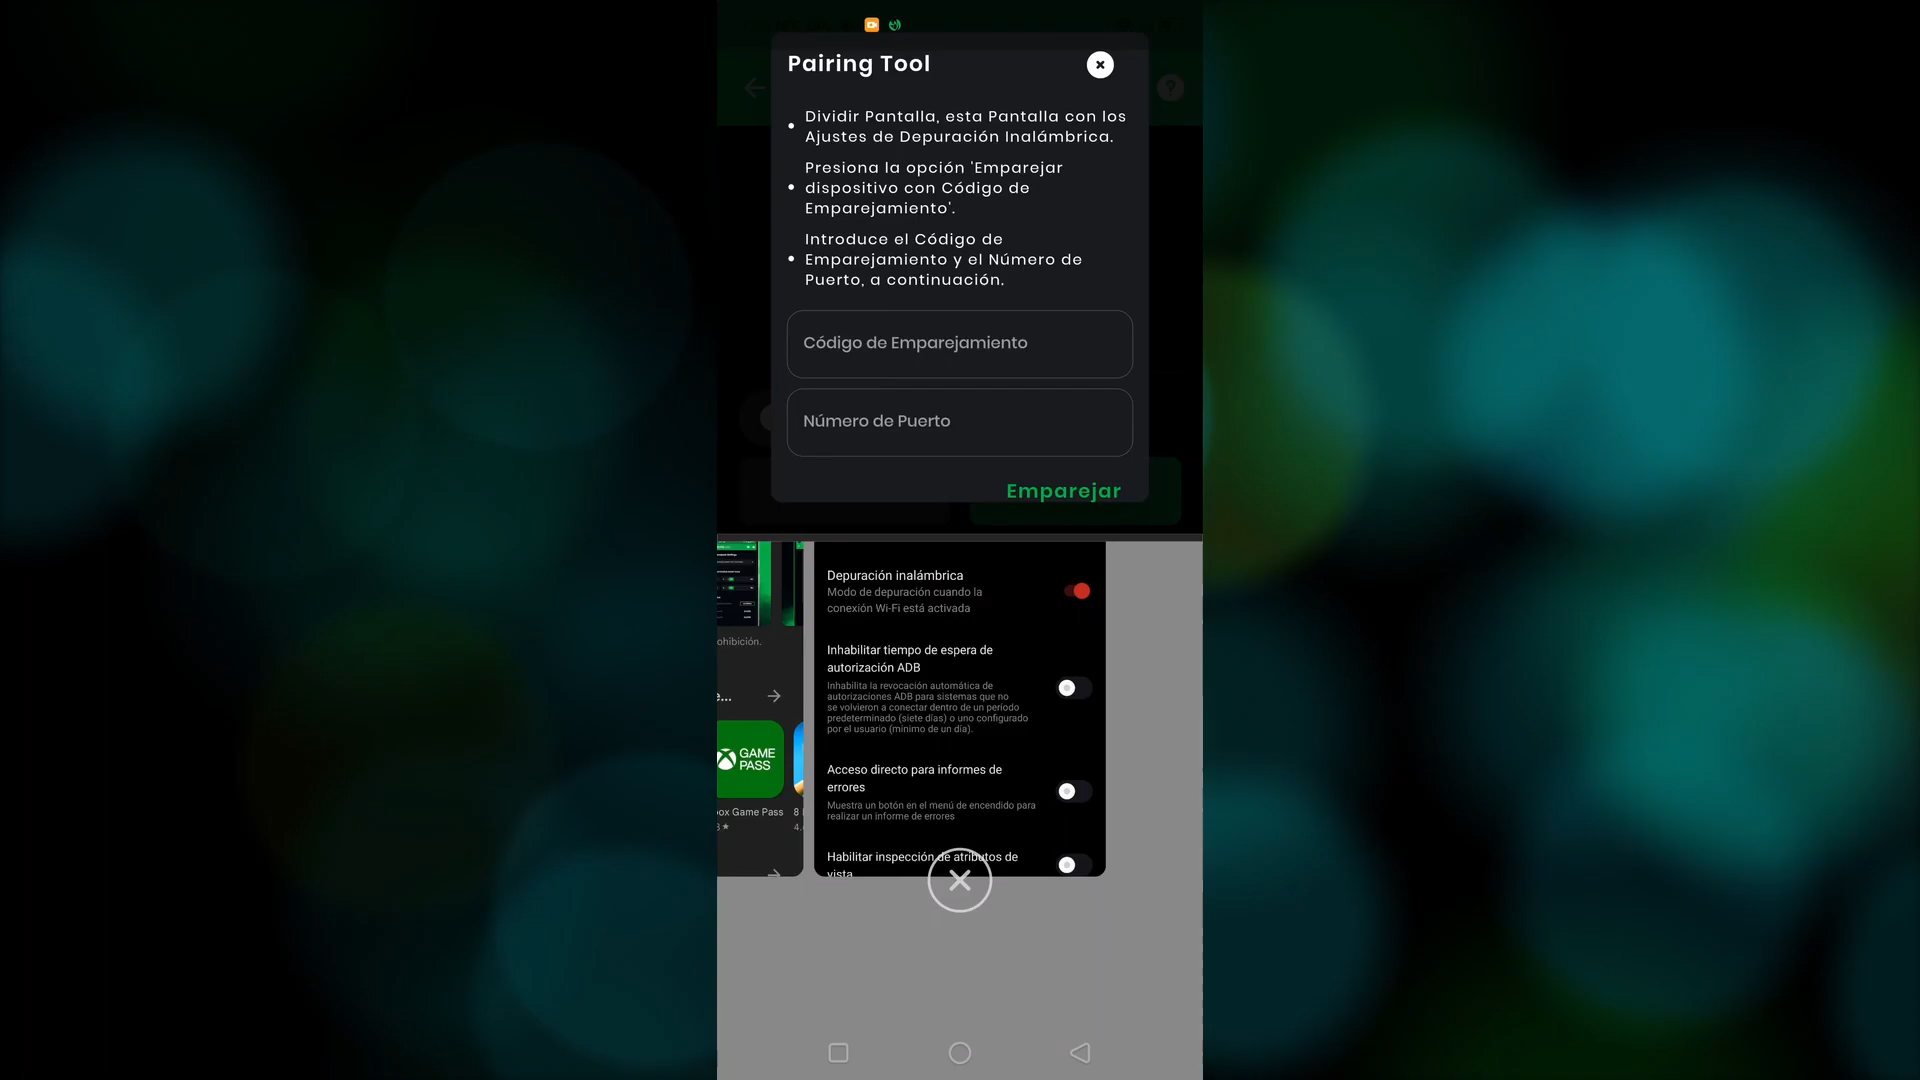 Pairing Tool
Dividir Pantalla, esta Pantalla con los
Ajustes de Depuración Inalámbrica.
Presiona la opción 'Emparejar
dispositivo con Código de
Emparejamiento'.
Introduce el Código de
Emparejamiento y el Número de
Puerto, a continuación.
Código de Emparejamiento
Número de Puerto
Emparejar
ohibición.
e...
GAME
PASS
ox Game Pass
8
Depuración inalámbrica
Modo de depuración cuando la
conexión Wi-Fi está activada
Inhabilitar tiempo de espera de
autorización ADB
Inhabilita la revocación automática de
autorizaciones ADB para sistemas que no
se volvieron a conectar dentro de un período
predeterminado (siete días) o uno configurado
por el usuario (mínimo de un día).
Acceso directo para informes de
errores
Muestra un botón en el menú de encendido para
realizar un informe de errores
Habilitar inspección de atributos de
vista